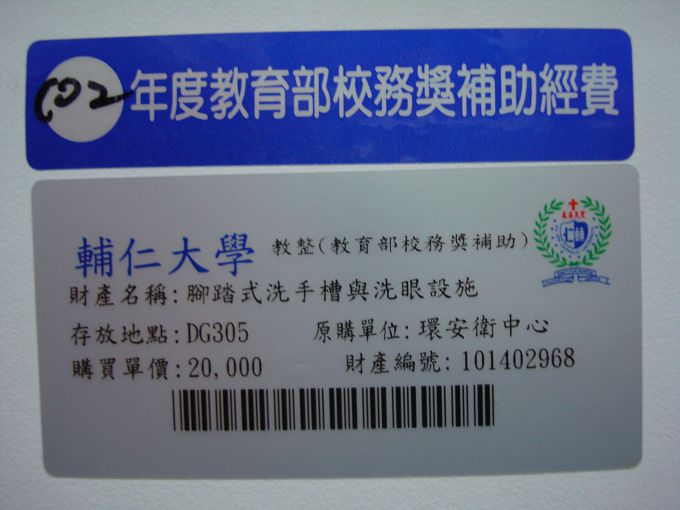 102年度教育部校務獎補助經費
輔仁大學 教整(教育部校務獎補助)
財產名稱:腳踏式洗手槽與洗眼設施
存放地點:DG305 原購單位:環安衛中心
購買單價:20,000 財產編號:101402968